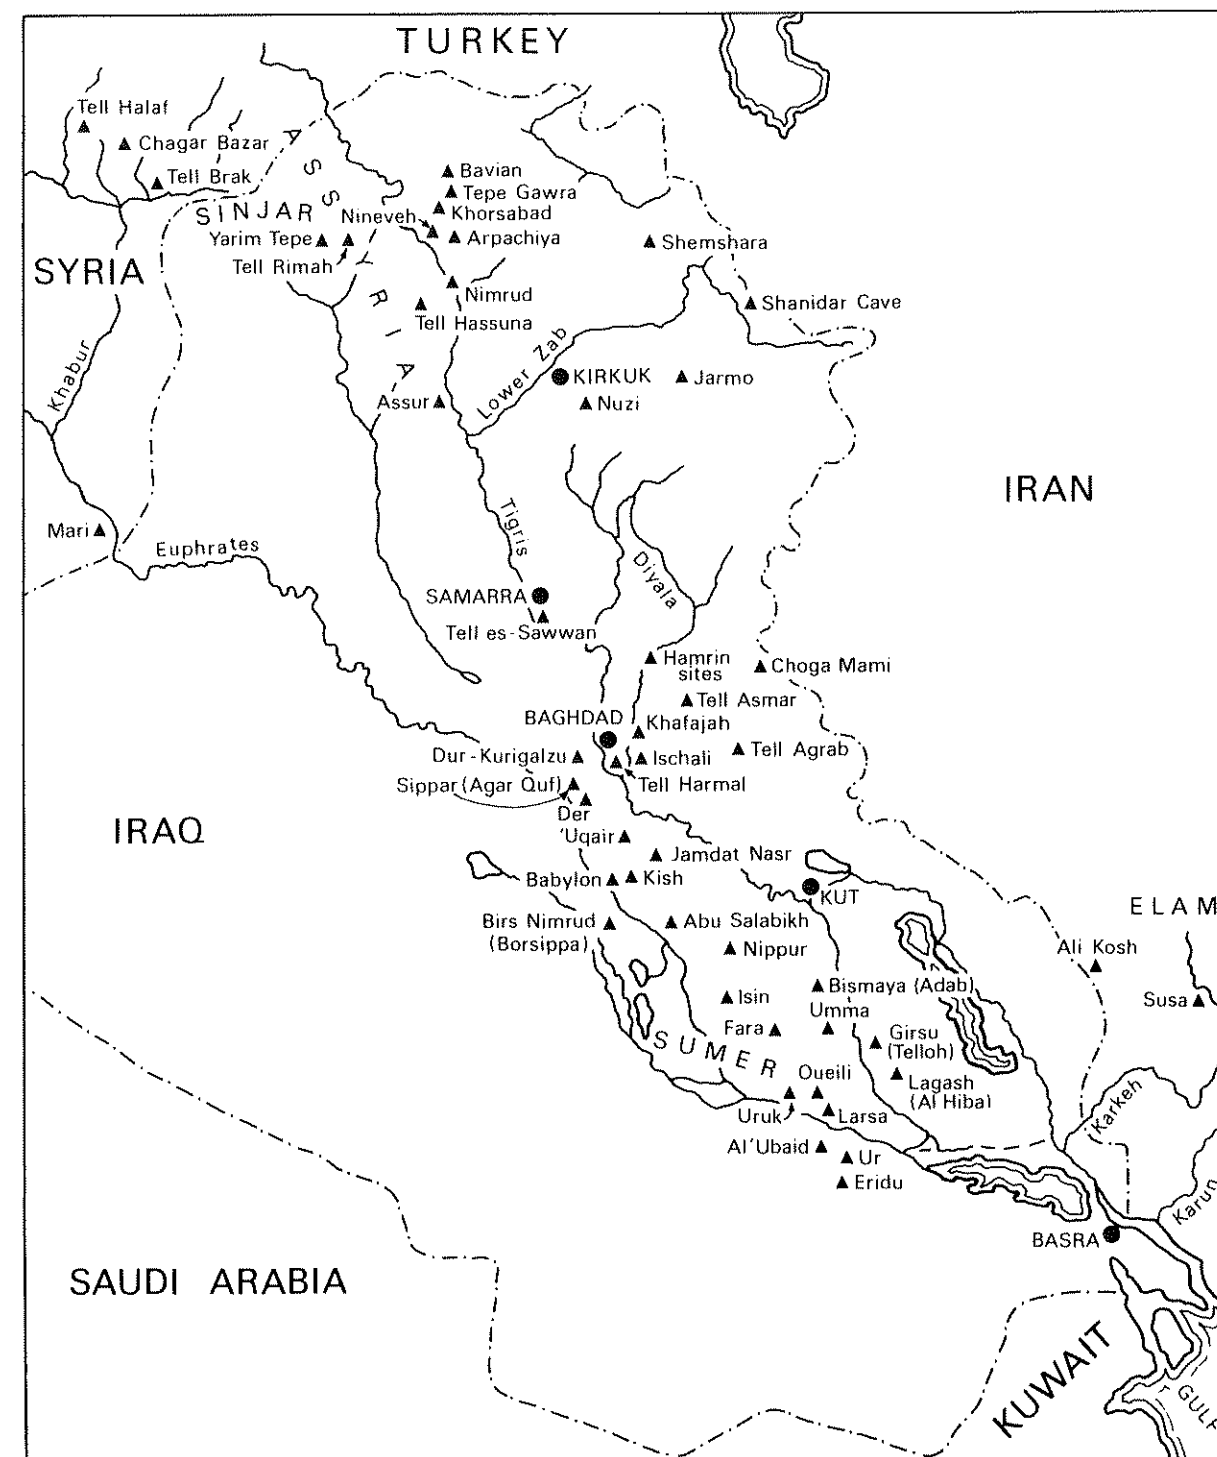 TURKEY
Tell Halaf
Chagar Bazar
Tell Brak
ASSYRIA
Bavian
Tepe Gawra
Khorsabad
SINJAR
Nineveh
Arpachiya
Yarim Tepe
Shemshara
Tell Rimah
SYRIA
Nimrud
Shanidar Cave
Tell Hassuna
Khabur
Lower Zab
KIRKUK
Jarmo
Assur
Nuzi
IRAN
Mari
Euphrates
Tigris
Diyala
SAMARRA
Tell es-Sawwan
Hamrin
sites
Choga Mami
Tell Asmar
BAGHDAD
Khafajah
Dur-Kurigalzu
Ischali
Tell Agrab
Sippar (Agar Quf)
Tell Harmal
Der
'Uqair
IRAQ
Jamdat Nasr
Babylon
Kish
KUT
ELAM
Birs Nimrud
(Borsippa)
Abu Salabikh
Nippur
Ali Kosh
Bismaya (Adab)
Isin
Susa
Umma
Fara
Girsu
(Telloh)
SUMER
Oueili
Lagash
(Al Hiba)
Uruk
Larsa
Karkeh
Al'Ubaid
Ur
Eridu
Karun
BASRA
SAUDI ARABIA
KUWAIT
GULF